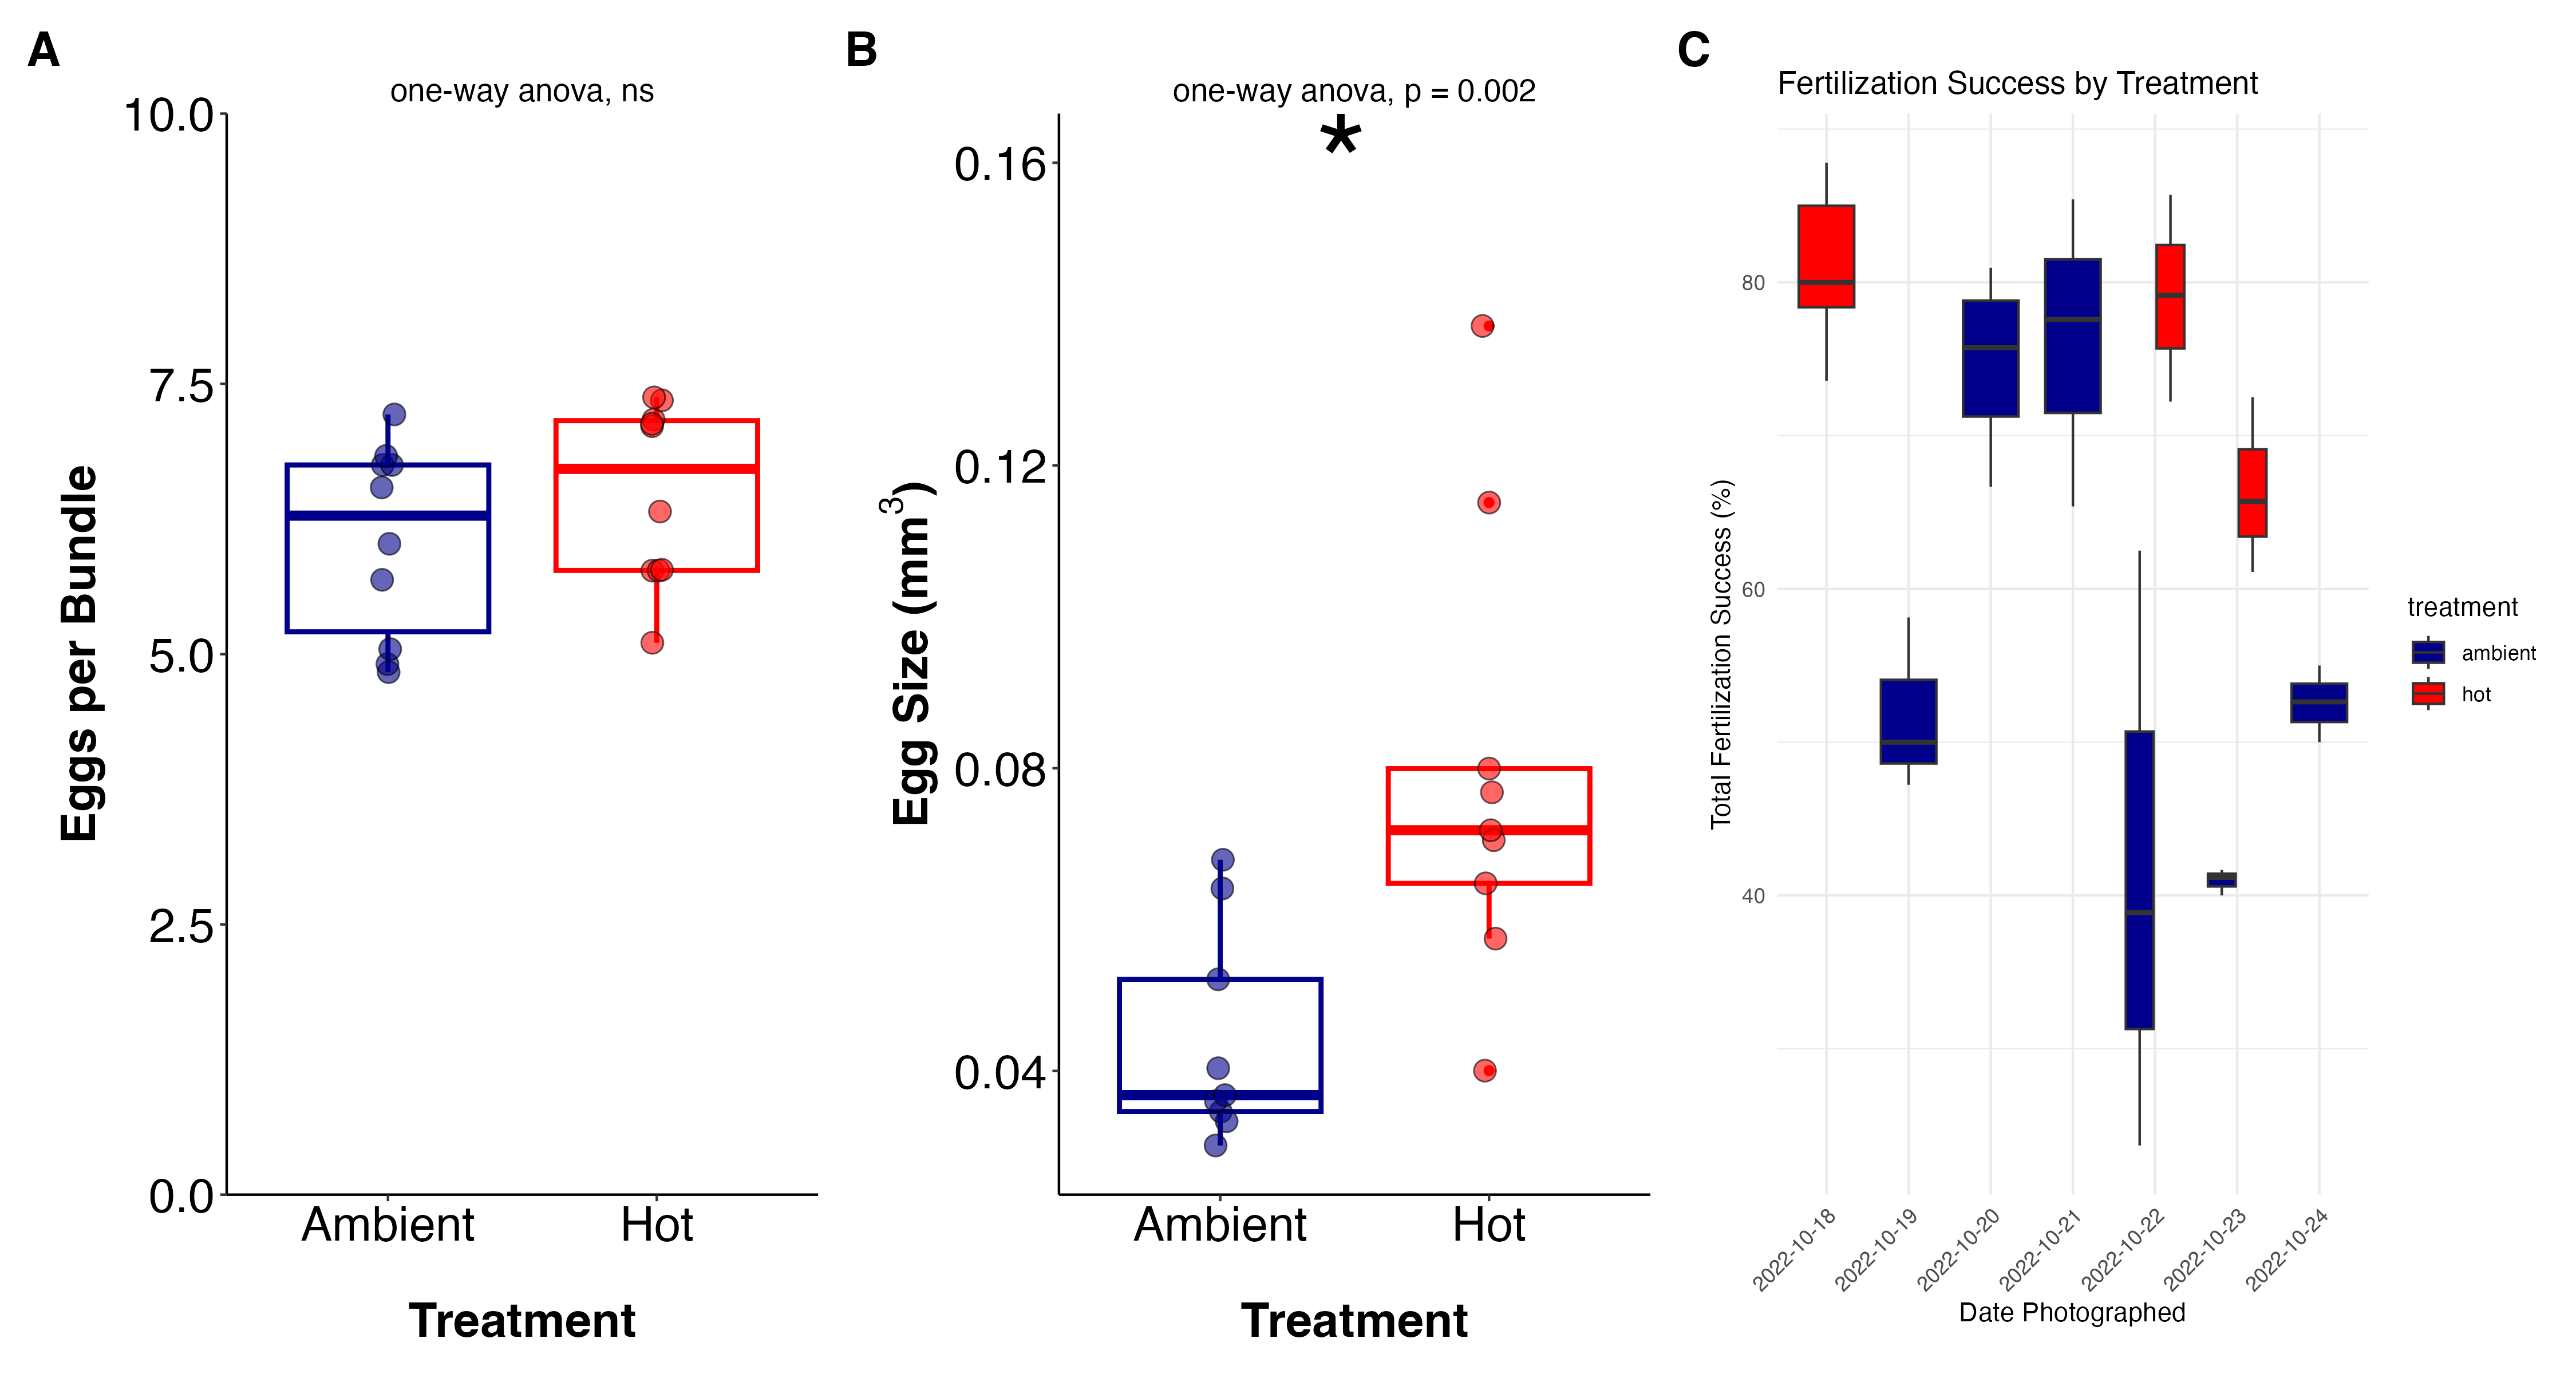 A
one-way anova, ns
10.0
7.5
5.0
2.5
0.0
Eggs per Bundle
Ambient
Hot
Treatment
B
one-way anova, p = 0.002
*
0.16
0.12
0.08
0.04
Egg Size (mm³)
Ambient
Hot
Treatment
C
Fertilization Success by Treatment
80
60
40
Total Fertilization Success (%)
2022-10-18
2022-10-19
2022-10-20
2022-10-21
2022-10-22
2022-10-23
2022-10-24
Date Photographed
treatment
ambient
hot